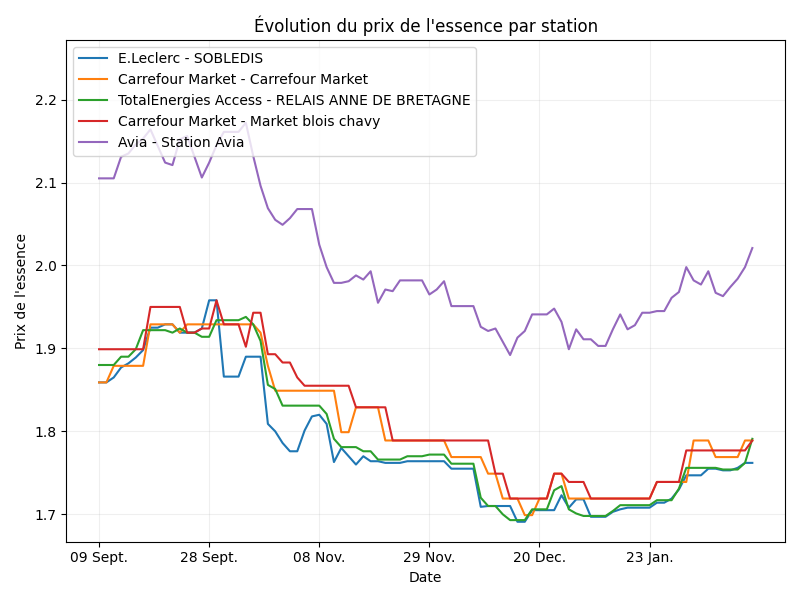 Évolution du prix de l'essence par station
E.Leclerc - SOBLEDIS
Carrefour Market - Carrefour Market
TotalEnergies Access - RELAIS ANNE DE BRETAGNE
Carrefour Market - Market blois chavy
Avia - Station Avia
Prix de l'essence
2.2
2.1
2.0
1.9
1.8
1.7
09 Sept.
28 Sept.
08 Nov.
29 Nov.
20 Dec.
23 Jan.
Date